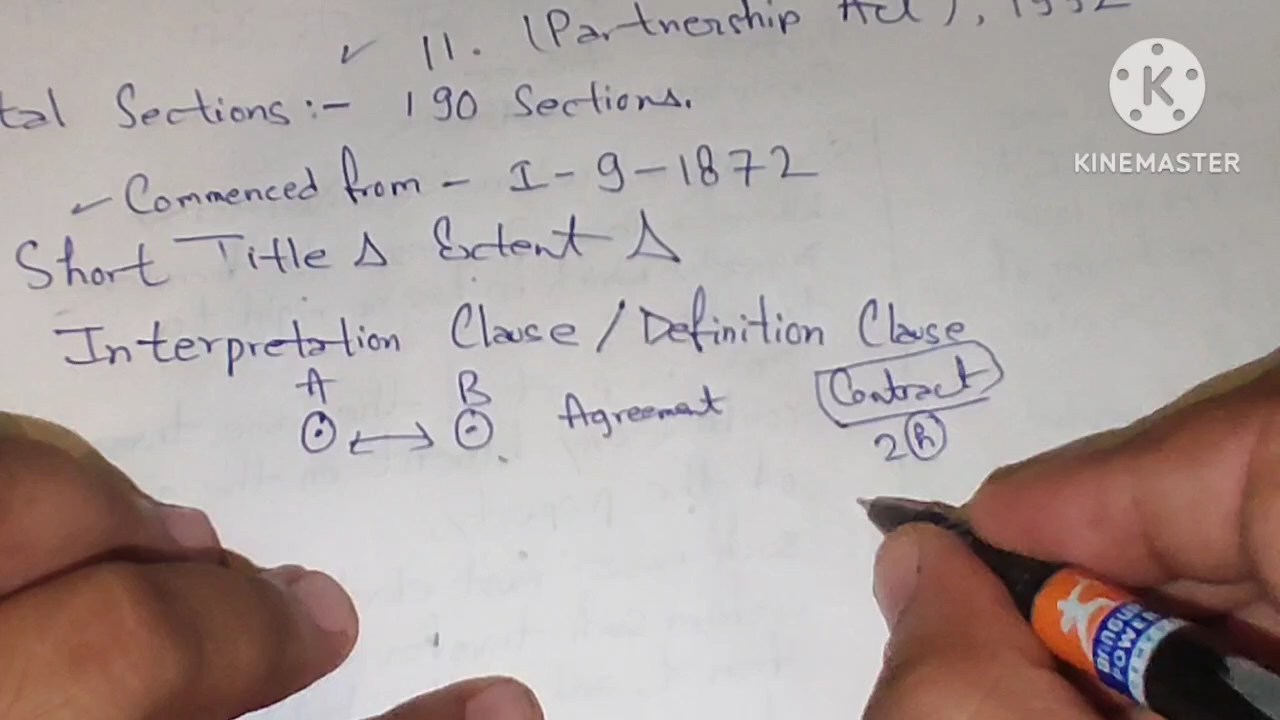 ✓ 11. (Partnership Act), 1932
tal Sections:- 190 Sections.
✓ Commenced from - 1-9-1872
Short Title & Extent &
Interpretation Clause / Definition Clause
A B Agreement Contract
2(h)
K
KINEMASTER
POWER